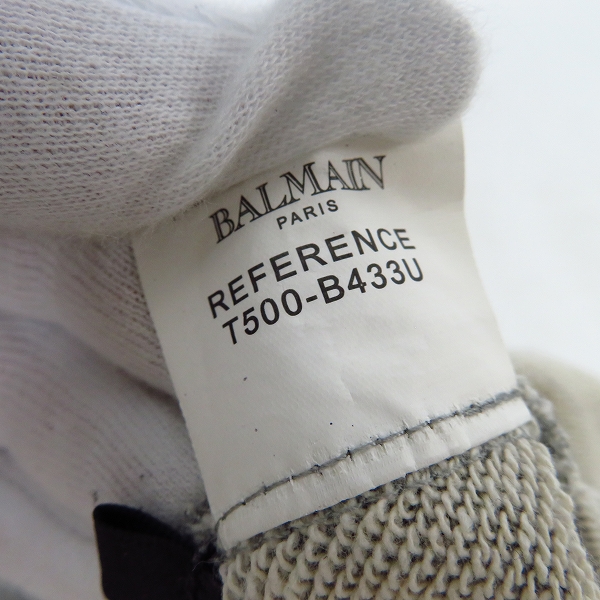 BALMAIN
PARIS
REFERENCE
T500-B433U